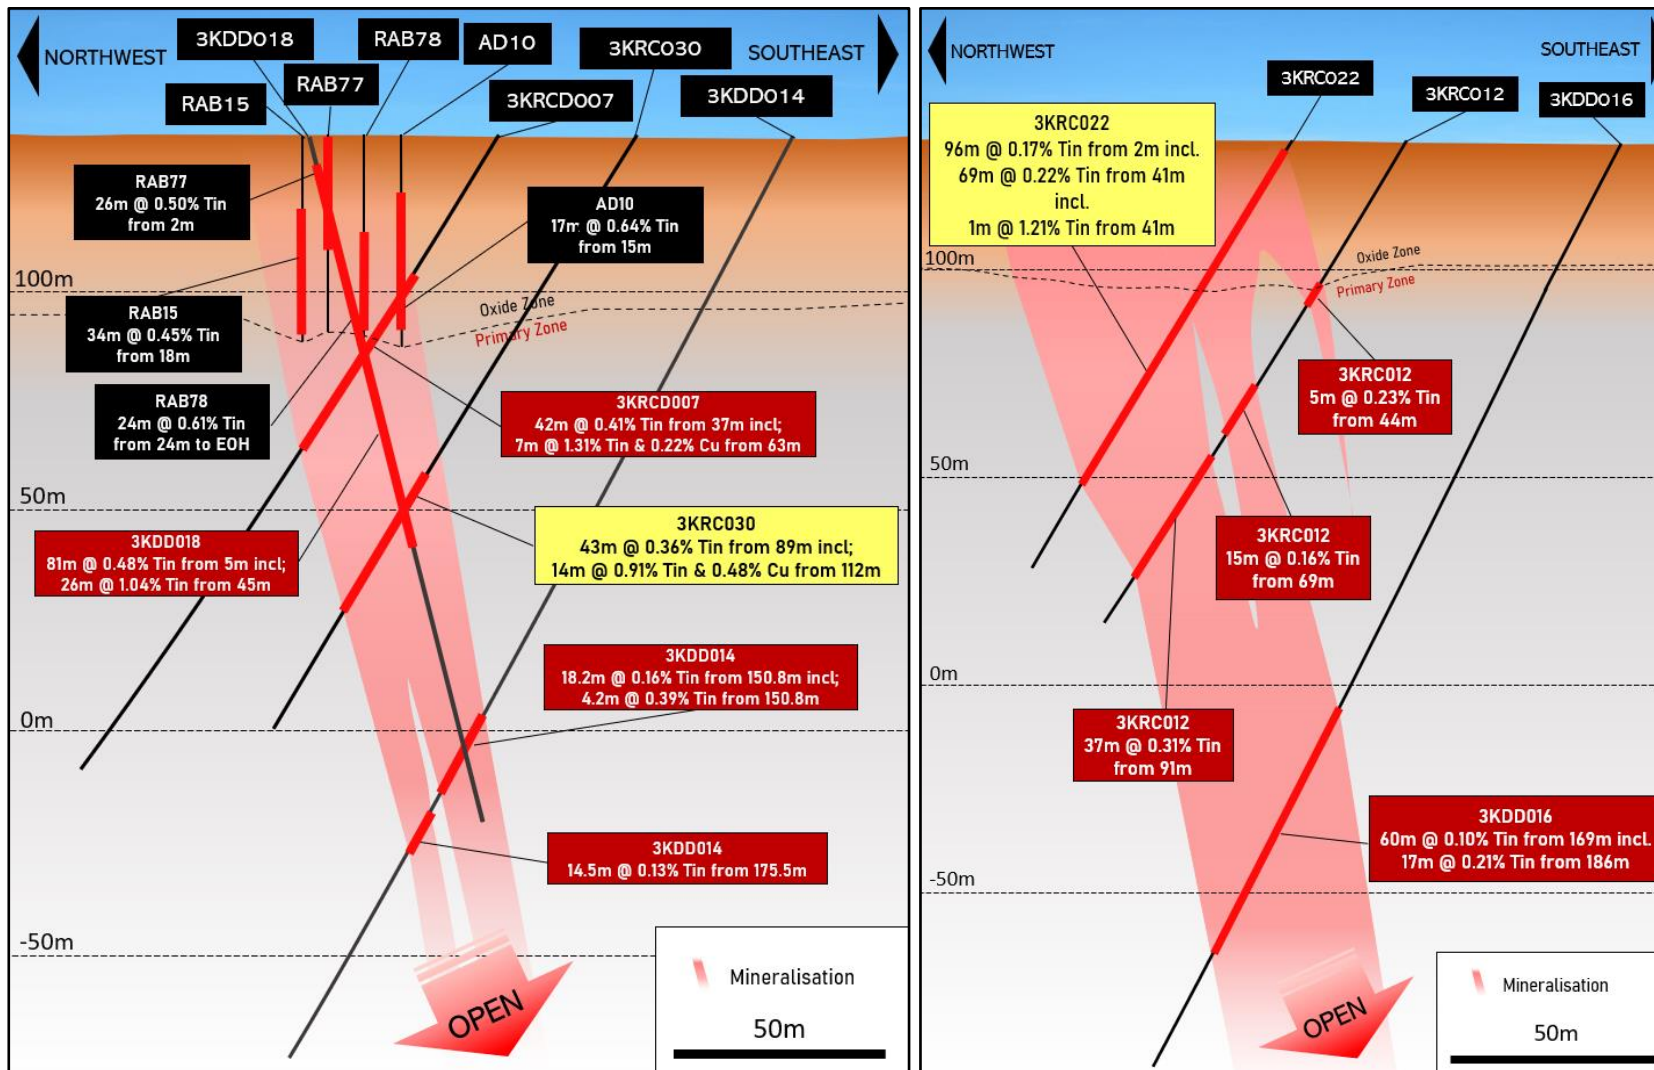 NORTHWEST
3KDD018
RAB78
AD10
3KRC030
SOUTHEAST
RAB15
RAB77
3KRCD007
3KDD014
RAB77
26m @ 0.50% Tin
from 2m
AD10
17m @ 0.64% Tin
from 15m
100m
Oxide Zone
Primary Zone
RAB15
34m @ 0.45% Tin
from 18m
RAB78
24m @ 0.61% Tin
from 24m to EOH
3KRCD007
42m @ 0.41% Tin from 37m incl;
7m @ 1.31% Tin & 0.22% Cu from 63m
50m
3KDD018
81m @ 0.48% Tin from 5m incl;
26m @ 1.04% Tin from 45m
3KRC030
43m @ 0.36% Tin from 89m incl;
14m @ 0.91% Tin & 0.48% Cu from 112m
3KDD014
18.2m @ 0.16% Tin from 150.8m incl;
4.2m @ 0.39% Tin from 150.8m
0m
3KDD014
14.5m @ 0.13% Tin from 175.5m
-50m
OPEN
Mineralisation
50m
NORTHWEST
SOUTHEAST
3KRC022
3KRC012
3KDD016
3KRC022
96m @ 0.17% Tin from 2m incl.
69m @ 0.22% Tin from 41m
incl.
1m @ 1.21% Tin from 41m
100m
Oxide Zone
Primary Zone
3KRC012
5m @ 0.23% Tin
from 44m
50m
3KRC012
15m @ 0.16% Tin
from 69m
0m
3KRC012
37m @ 0.31% Tin
from 91m
3KDD016
60m @ 0.10% Tin from 169m incl.
17m @ 0.21% Tin from 186m
-50m
OPEN
Mineralisation
50m